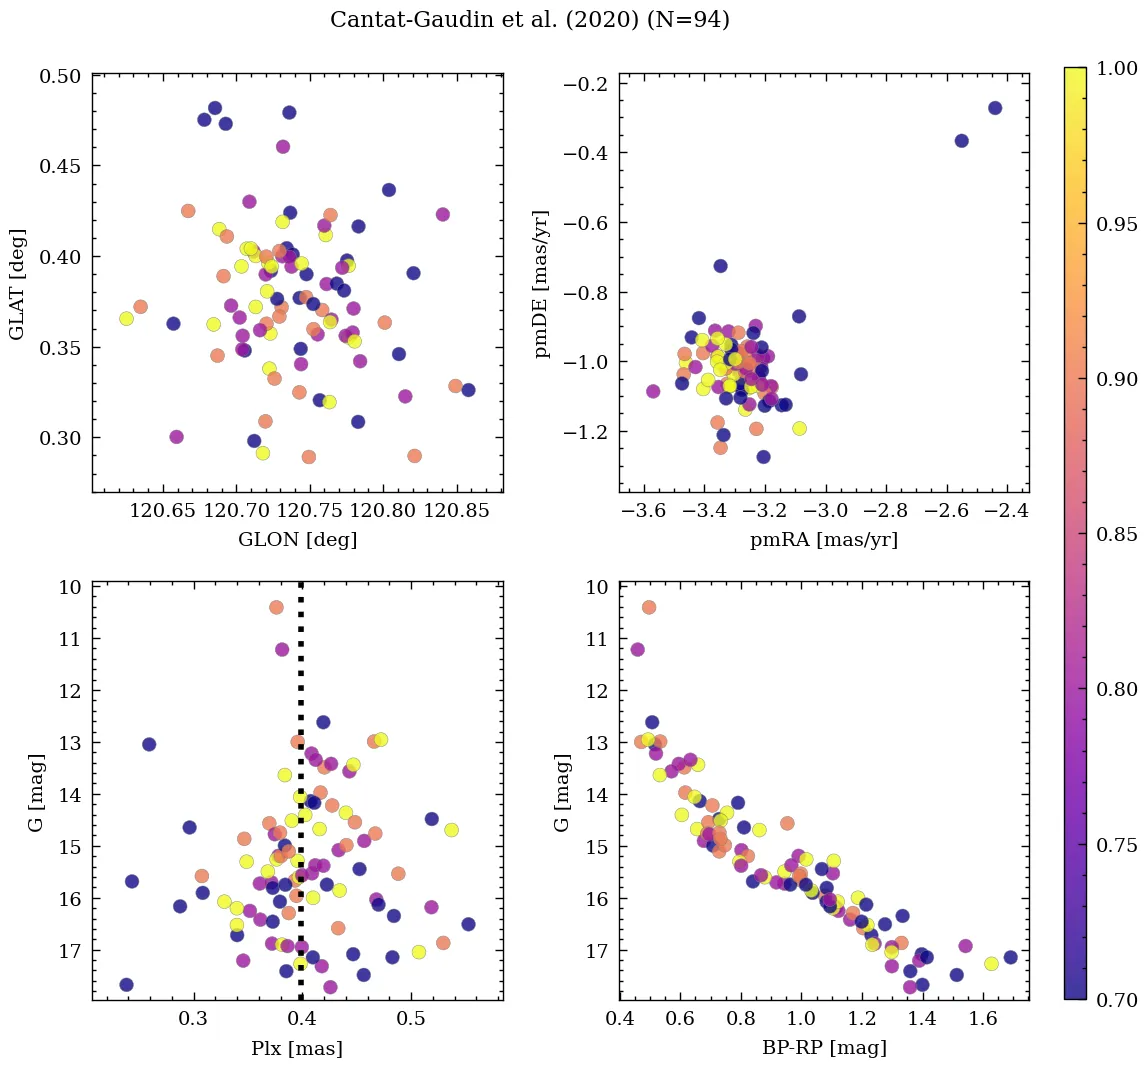 Cantat-Gaudin et al. (2020) (N=94)
0.50
0.45
0.40
0.35
0.30
GLAT [deg]
120.65 120.70 120.75 120.80 120.85
GLON [deg]
−0.2
−0.4
−0.6
−0.8
−1.0
−1.2
pmDE [mas/yr]
−3.6 −3.4 −3.2 −3.0 −2.8 −2.6 −2.4
pmRA [mas/yr]
10
11
12
13
14
15
16
17
G [mag]
0.3 0.4 0.5
Plx [mas]
10
11
12
13
14
15
16
17
G [mag]
0.4 0.6 0.8 1.0 1.2 1.4 1.6
BP-RP [mag]
1.00
0.95
0.90
0.85
0.80
0.75
0.70